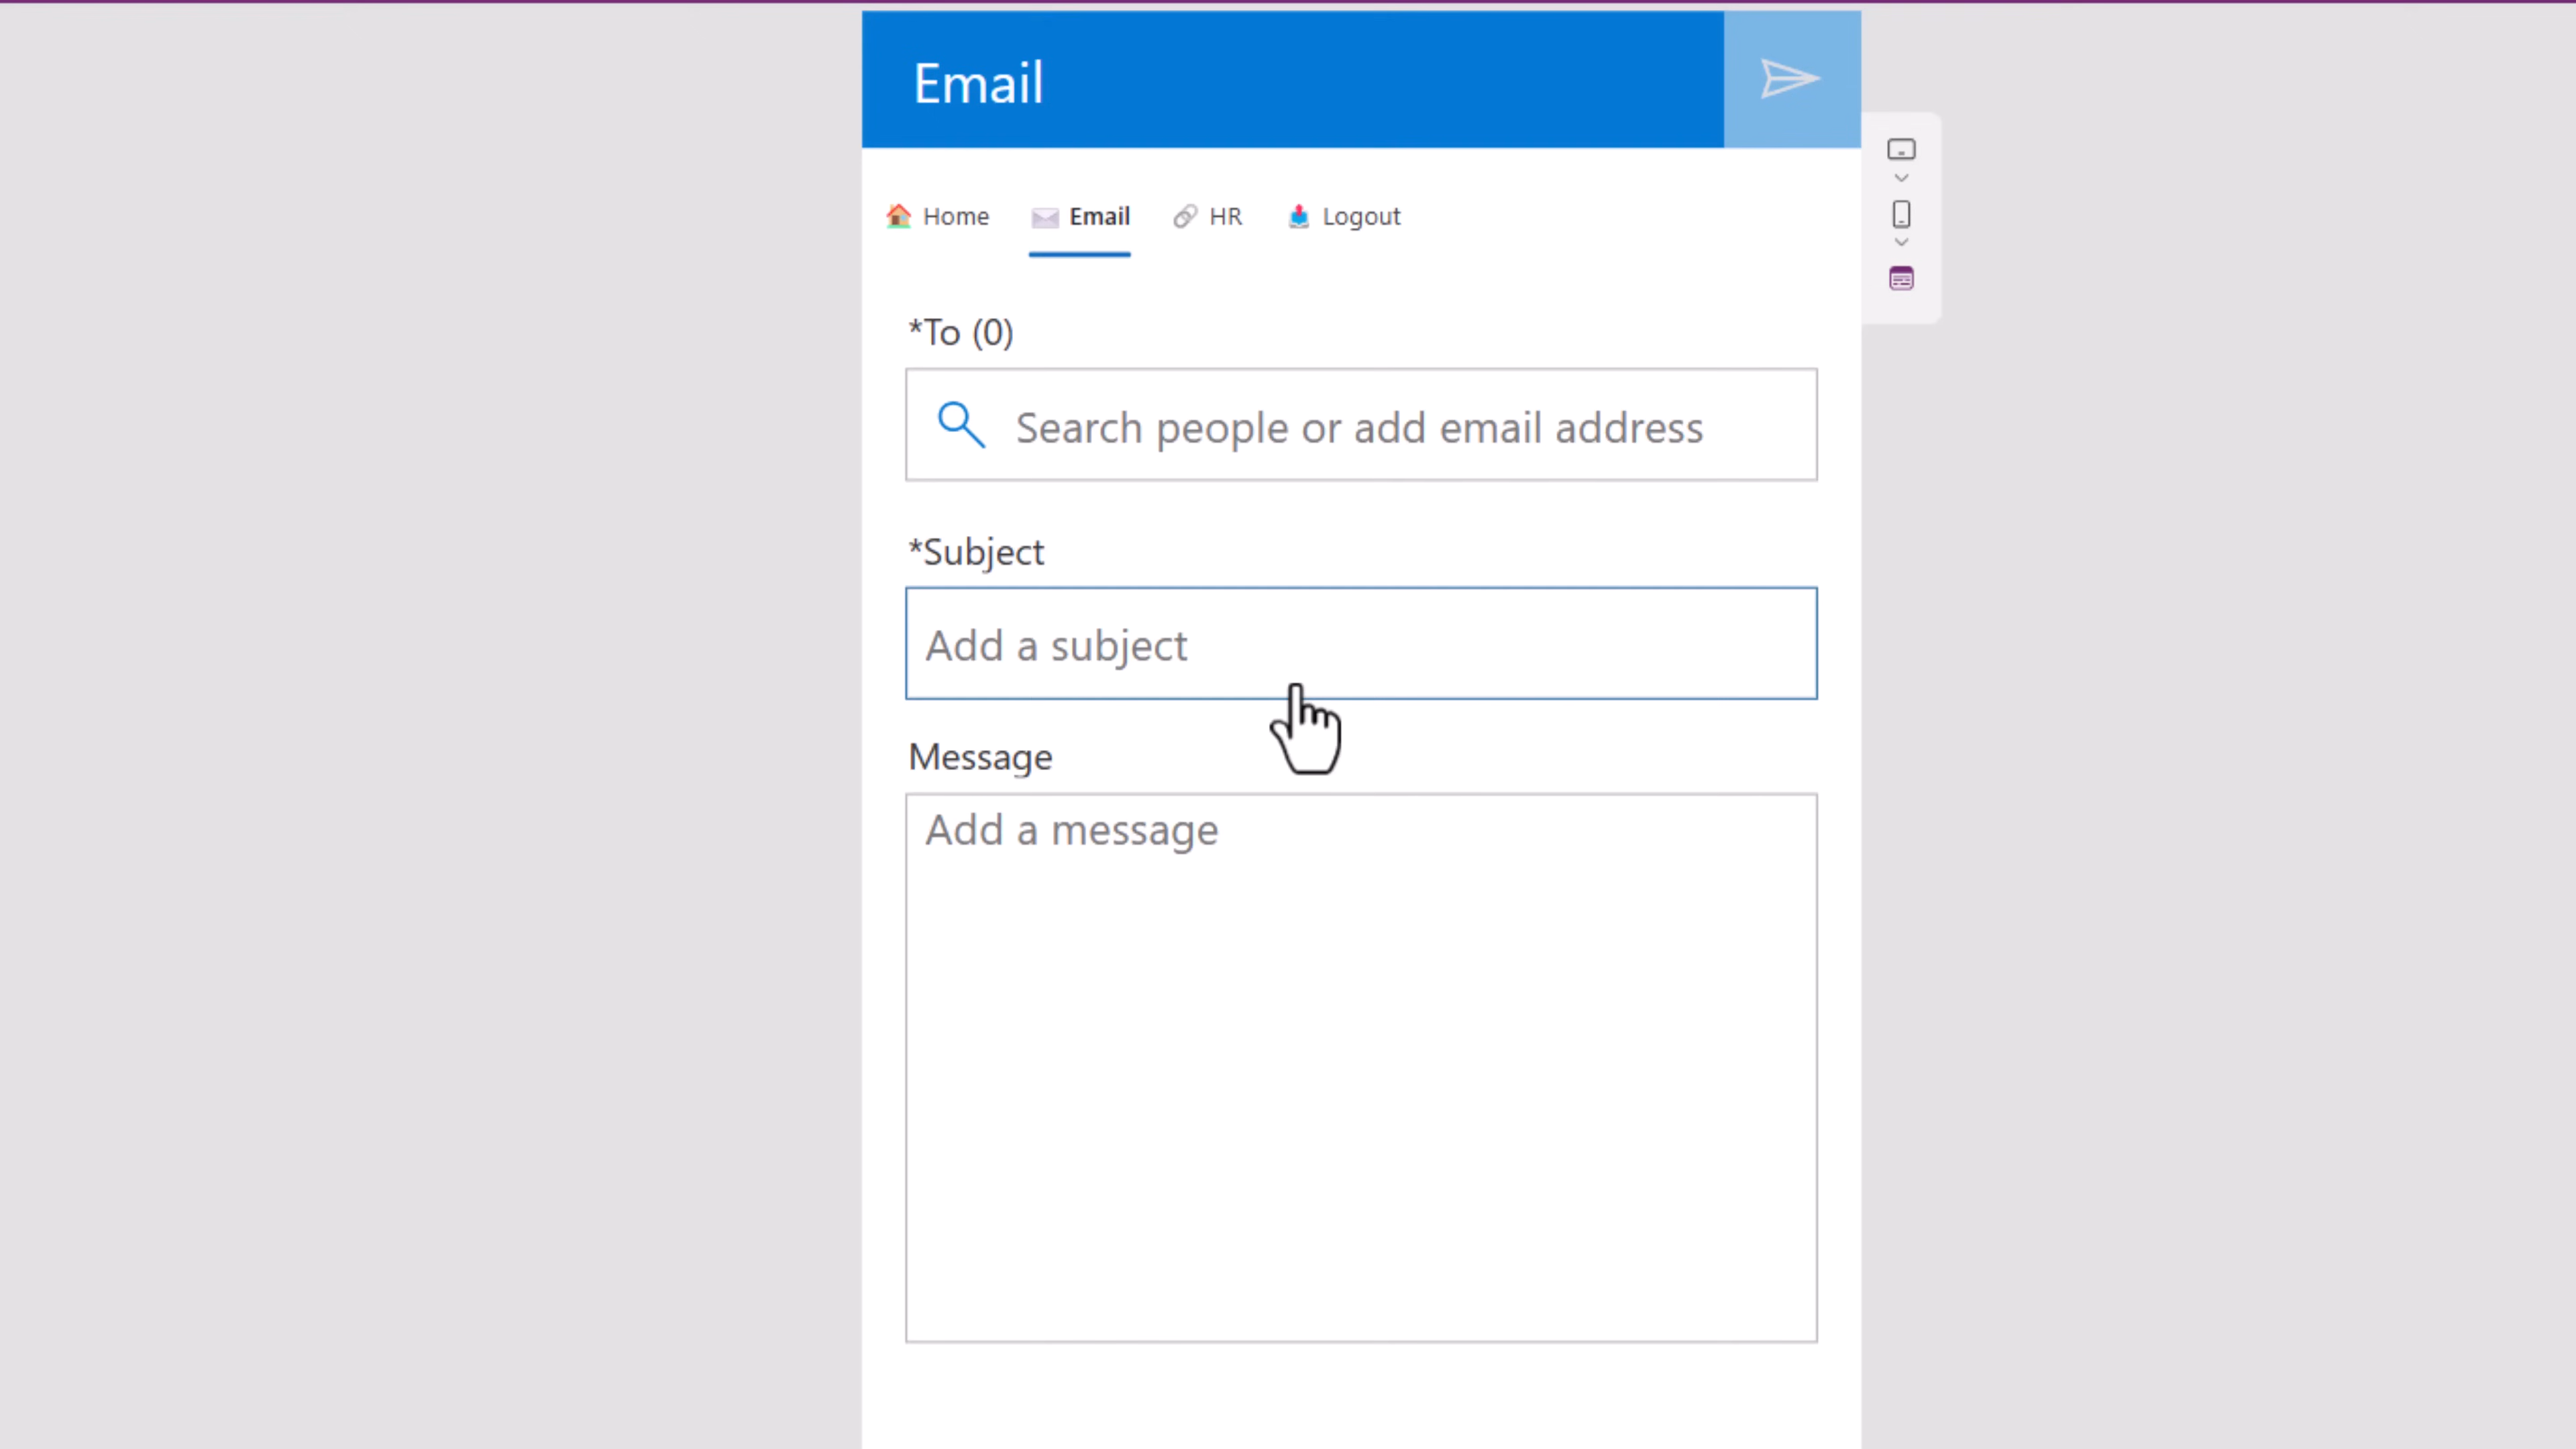 Email
Home Email HR Logout
*To (0)
Search people or add email address
*Subject
Add a subject
Message
Add a message